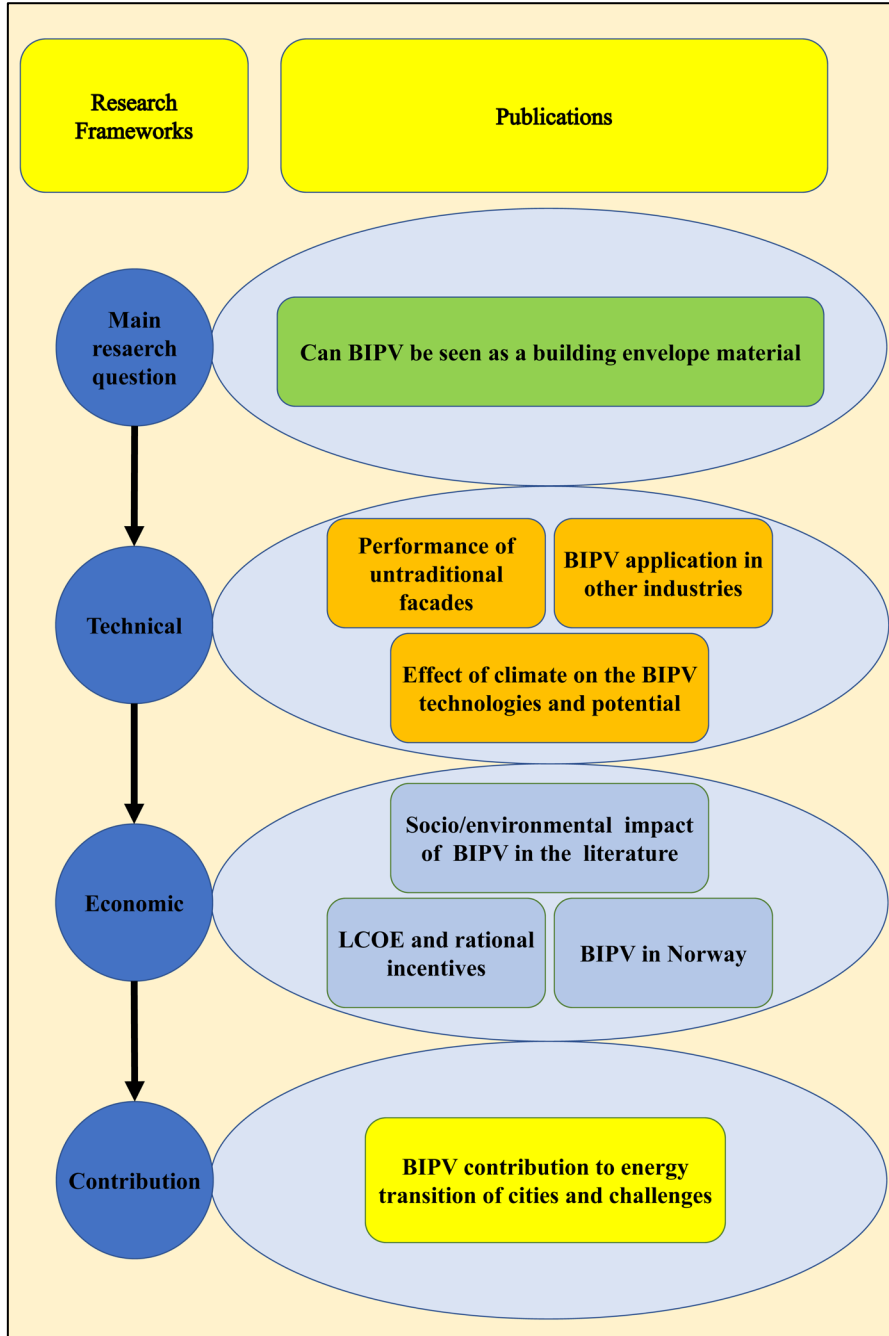 Research
Frameworks
Publications
Main
resaerch
question
Can BIPV be seen as a building envelope material
Technical
Performance of
untraditional
facades
BIPV application in
other industries
Effect of climate on the BIPV
technologies and potential
Economic
Socio/environmental impact
of BIPV in the literature
LCOE and rational
incentives
BIPV in Norway
Contribution
BIPV contribution to energy
transition of cities and challenges